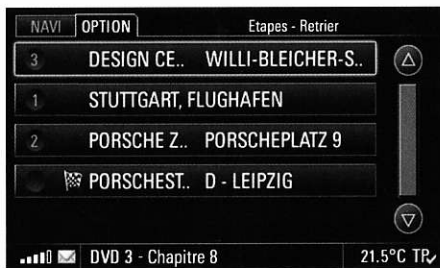 NAVI OPTION Etapes - Retrier
3 DESIGN CE.. WILLI-BLEICHER-S..
1 STUTTGART, FLUGHAFEN
2 PORSCHE Z.. PORSCHEPLATZ 9
PORSCHEST.. D - LEIPZIG
DVD 3 - Chapitre 8 21.5°C TP